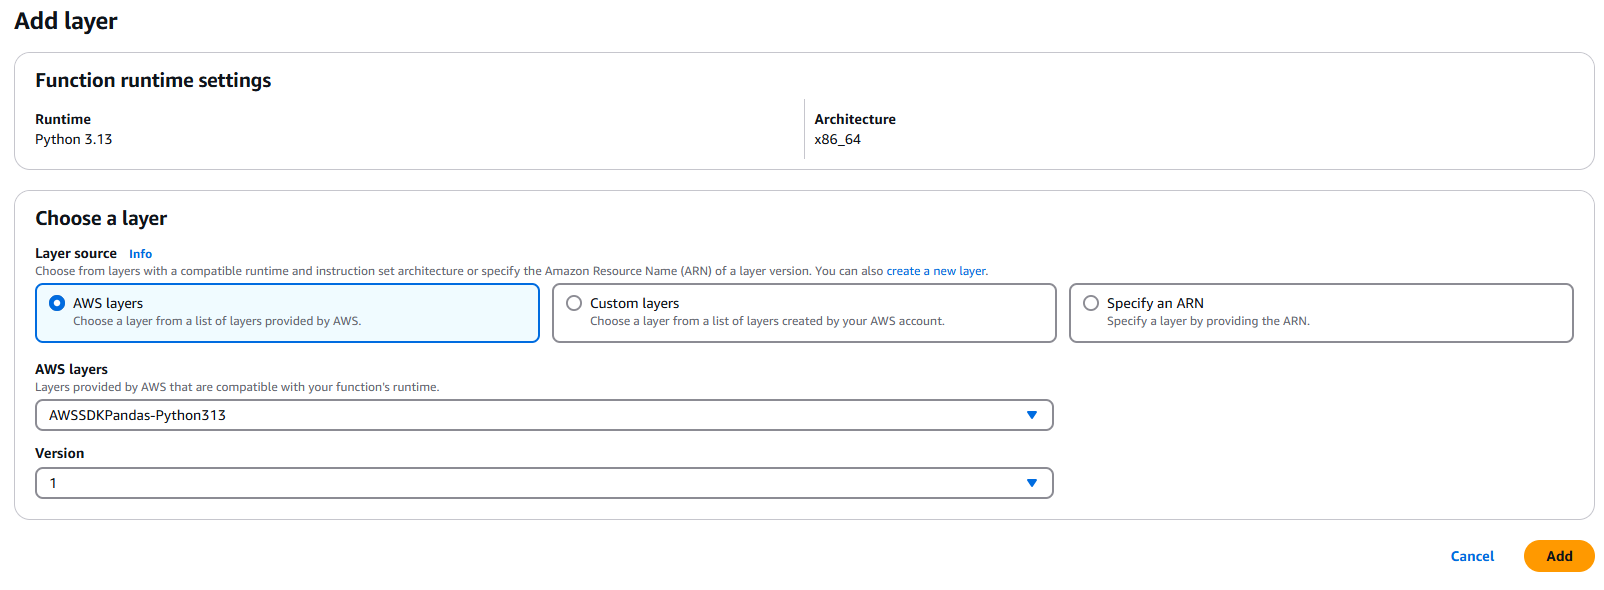 Add layer
Function runtime settings
Runtime
Python 3.13
Architecture
x86_64
Choose a layer
Layer source Info
Choose from layers with a compatible runtime and instruction set architecture or specify the Amazon Resource Name (ARN) of a layer version. You can also create a new layer.
AWS layers
Choose a layer from a list of layers provided by AWS.
Custom layers
Choose a layer from a list of layers created by your AWS account.
Specify an ARN
Specify a layer by providing the ARN.
AWS layers
Layers provided by AWS that are compatible with your function's runtime.
AWSSDKPandas-Python313
Version
1
Cancel
Add